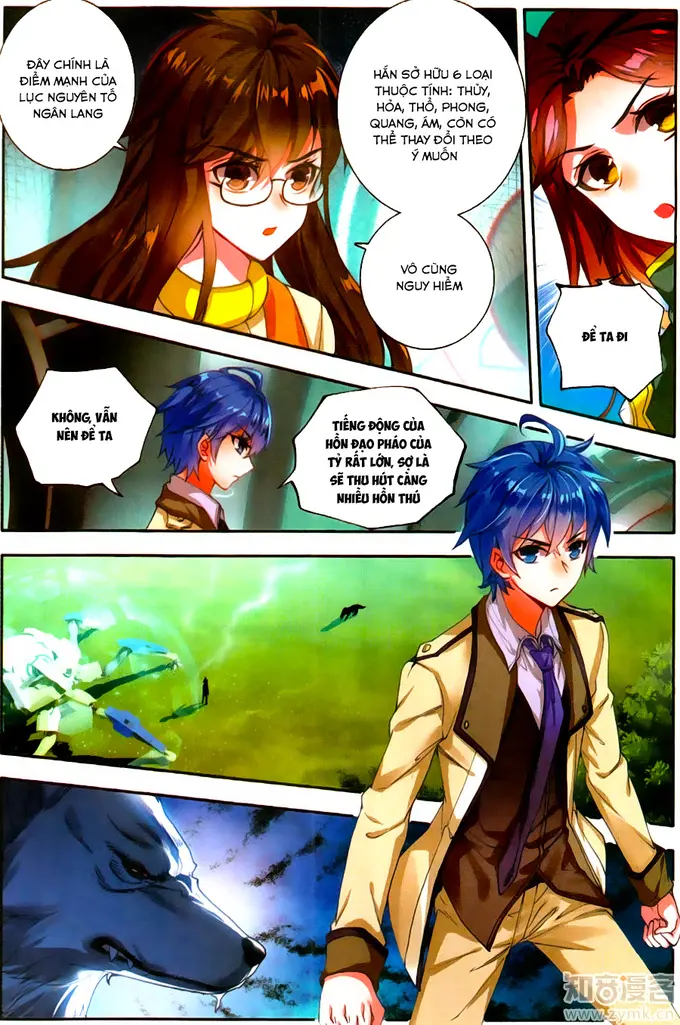 ĐÂY CHÍNH LÀ
ĐIỂM MẠNH CỦA
LỤC NGUYÊN TỐ
NGÂN LANG
HẮN SỞ HỮU 6 LOẠI
THUỘC TÍNH: THỦY,
HỎA, THỔ, PHONG,
QUANG, ÁM, CÒN CÓ
THỂ THAY ĐỔI THEO
Ý MUỐN
VÔ CÙNG
NGUY HIỂM
ĐỂ TA ĐI
KHÔNG, VẪN
NÊN ĐỂ TA
TIẾNG ĐỘNG CỦA
HỒN ĐẠO PHÁO CỦA
TỶ RẤT LỚN, SỢ LÀ
SẼ THU HÚT CÀNG
NHIỀU HỒN THÚ
知音漫客
www.zymk.cn